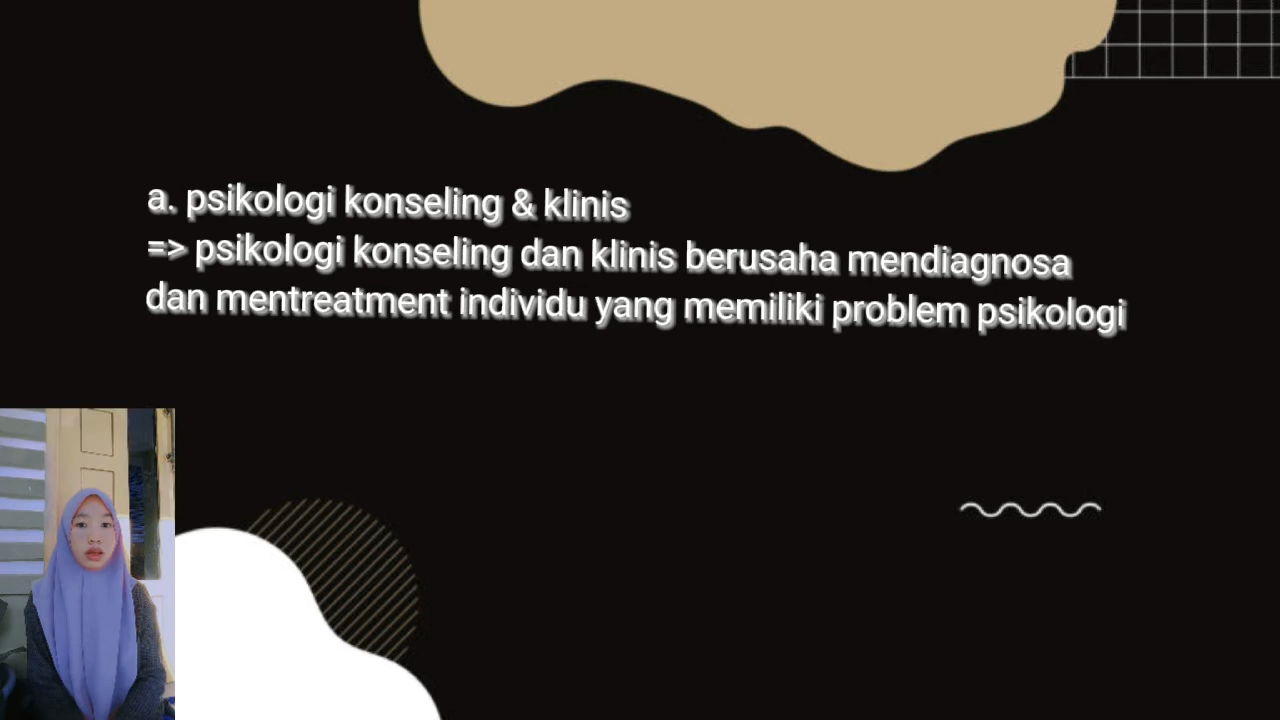 a. psikologi konseling & klinis
=> psikologi konseling dan klinis berusaha mendiagnosa
dan mentreatment individu yang memiliki problem psikologi